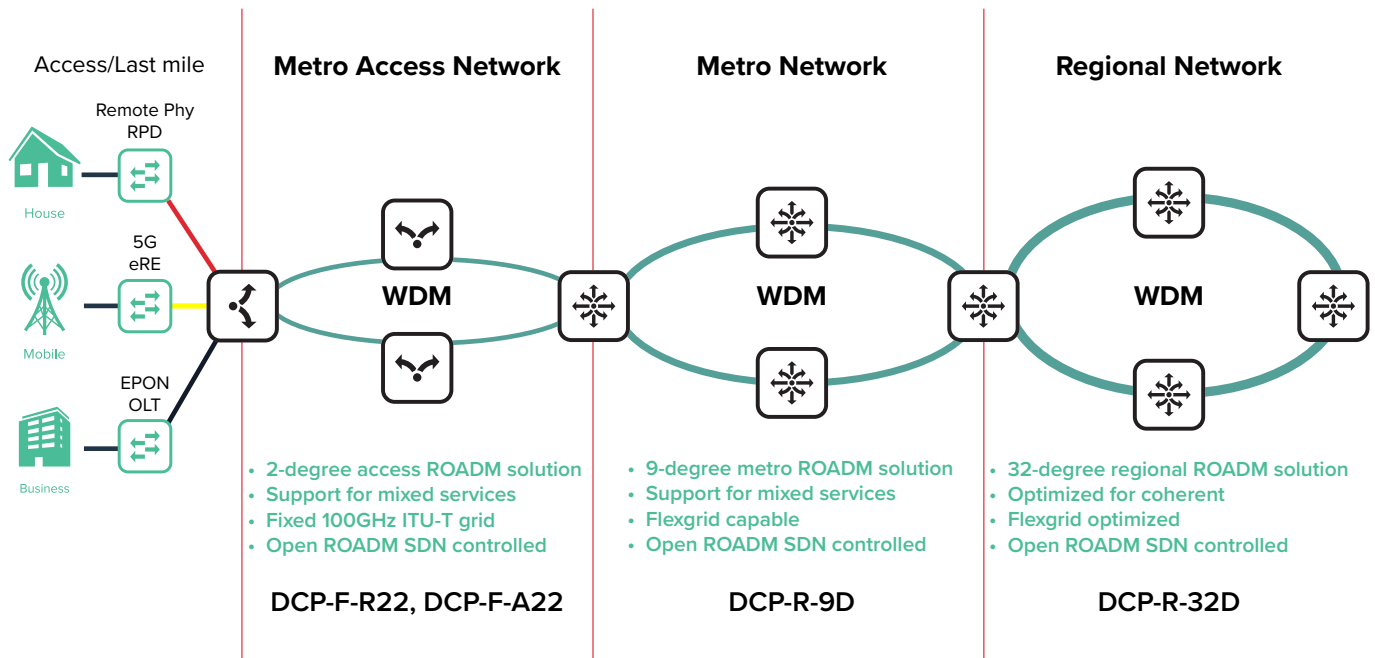 Access/Last mile
Remote Phy
RPD
House
5G
eRE
Mobile
EPON
OLT
Business
Metro Access Network
WDM
• 2-degree access ROADM solution
• Support for mixed services
• Fixed 100GHz ITU-T grid
• Open ROADM SDN controlled
DCP-F-R22, DCP-F-A22
Metro Network
WDM
• 9-degree metro ROADM solution
• Support for mixed services
• Flexgrid capable
• Open ROADM SDN controlled
DCP-R-9D
Regional Network
WDM
• 32-degree regional ROADM solution
• Optimized for coherent
• Flexgrid optimized
• Open ROADM SDN controlled
DCP-R-32D